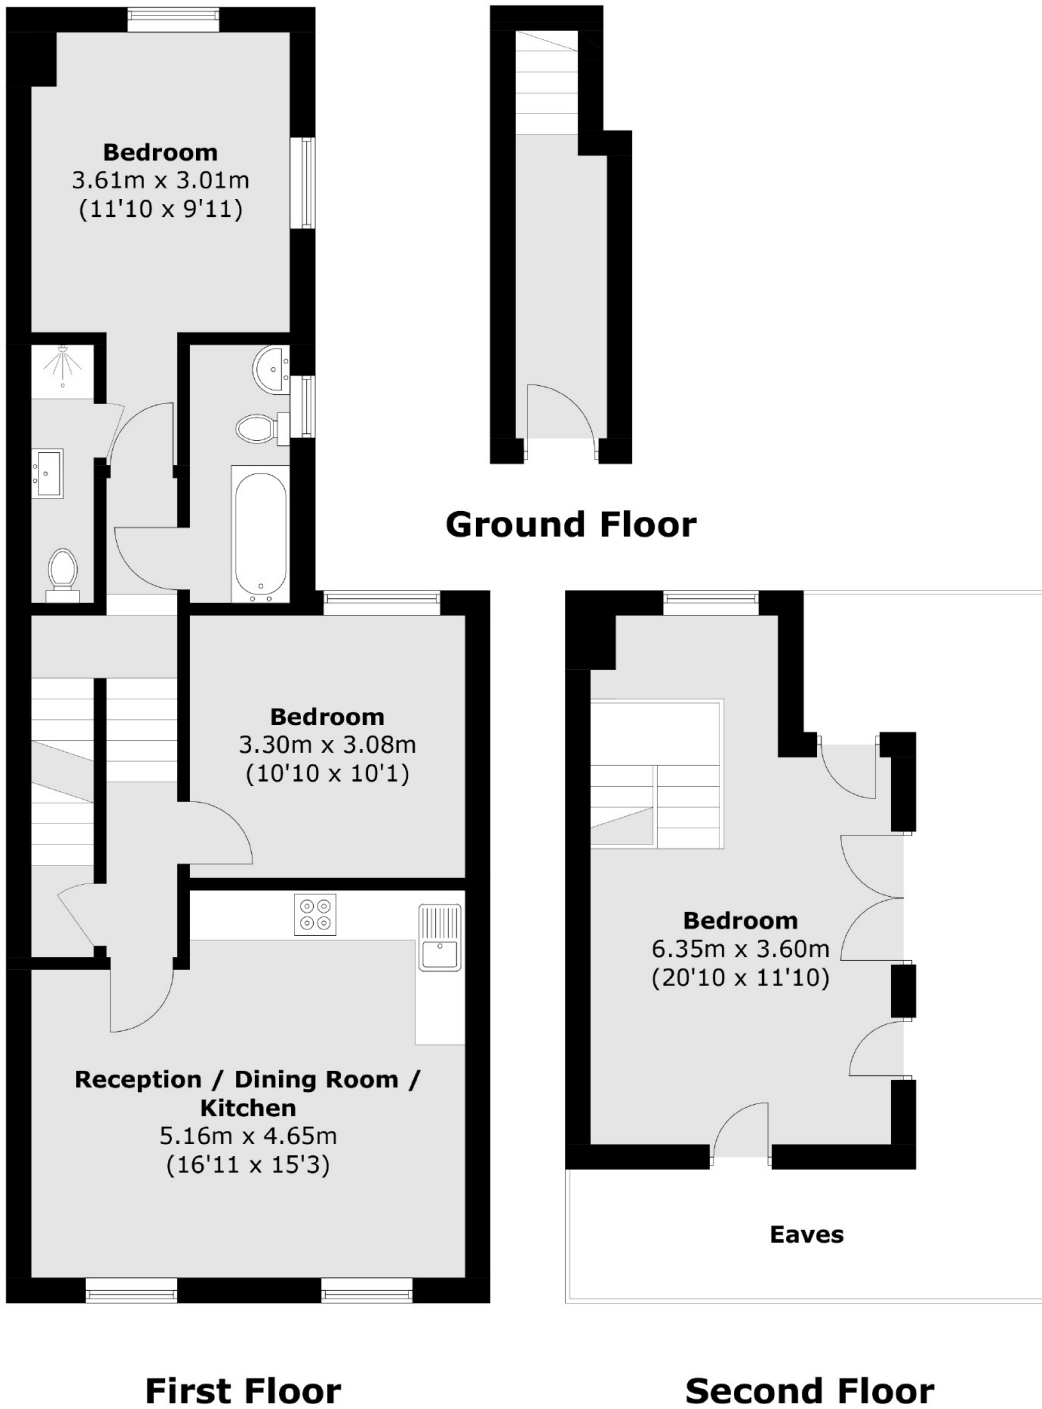 Bedroom
3.61m x 3.01m
(11'10 x 9'11)
Ground Floor
Bedroom
3.30m x 3.08m
(10'10 x 10'1)
Reception / Dining Room /
Kitchen
5.16m x 4.65m
(16'11 x 15'3)
First Floor
Bedroom
6.35m x 3.60m
(20'10 x 11'10)
Eaves
Second Floor